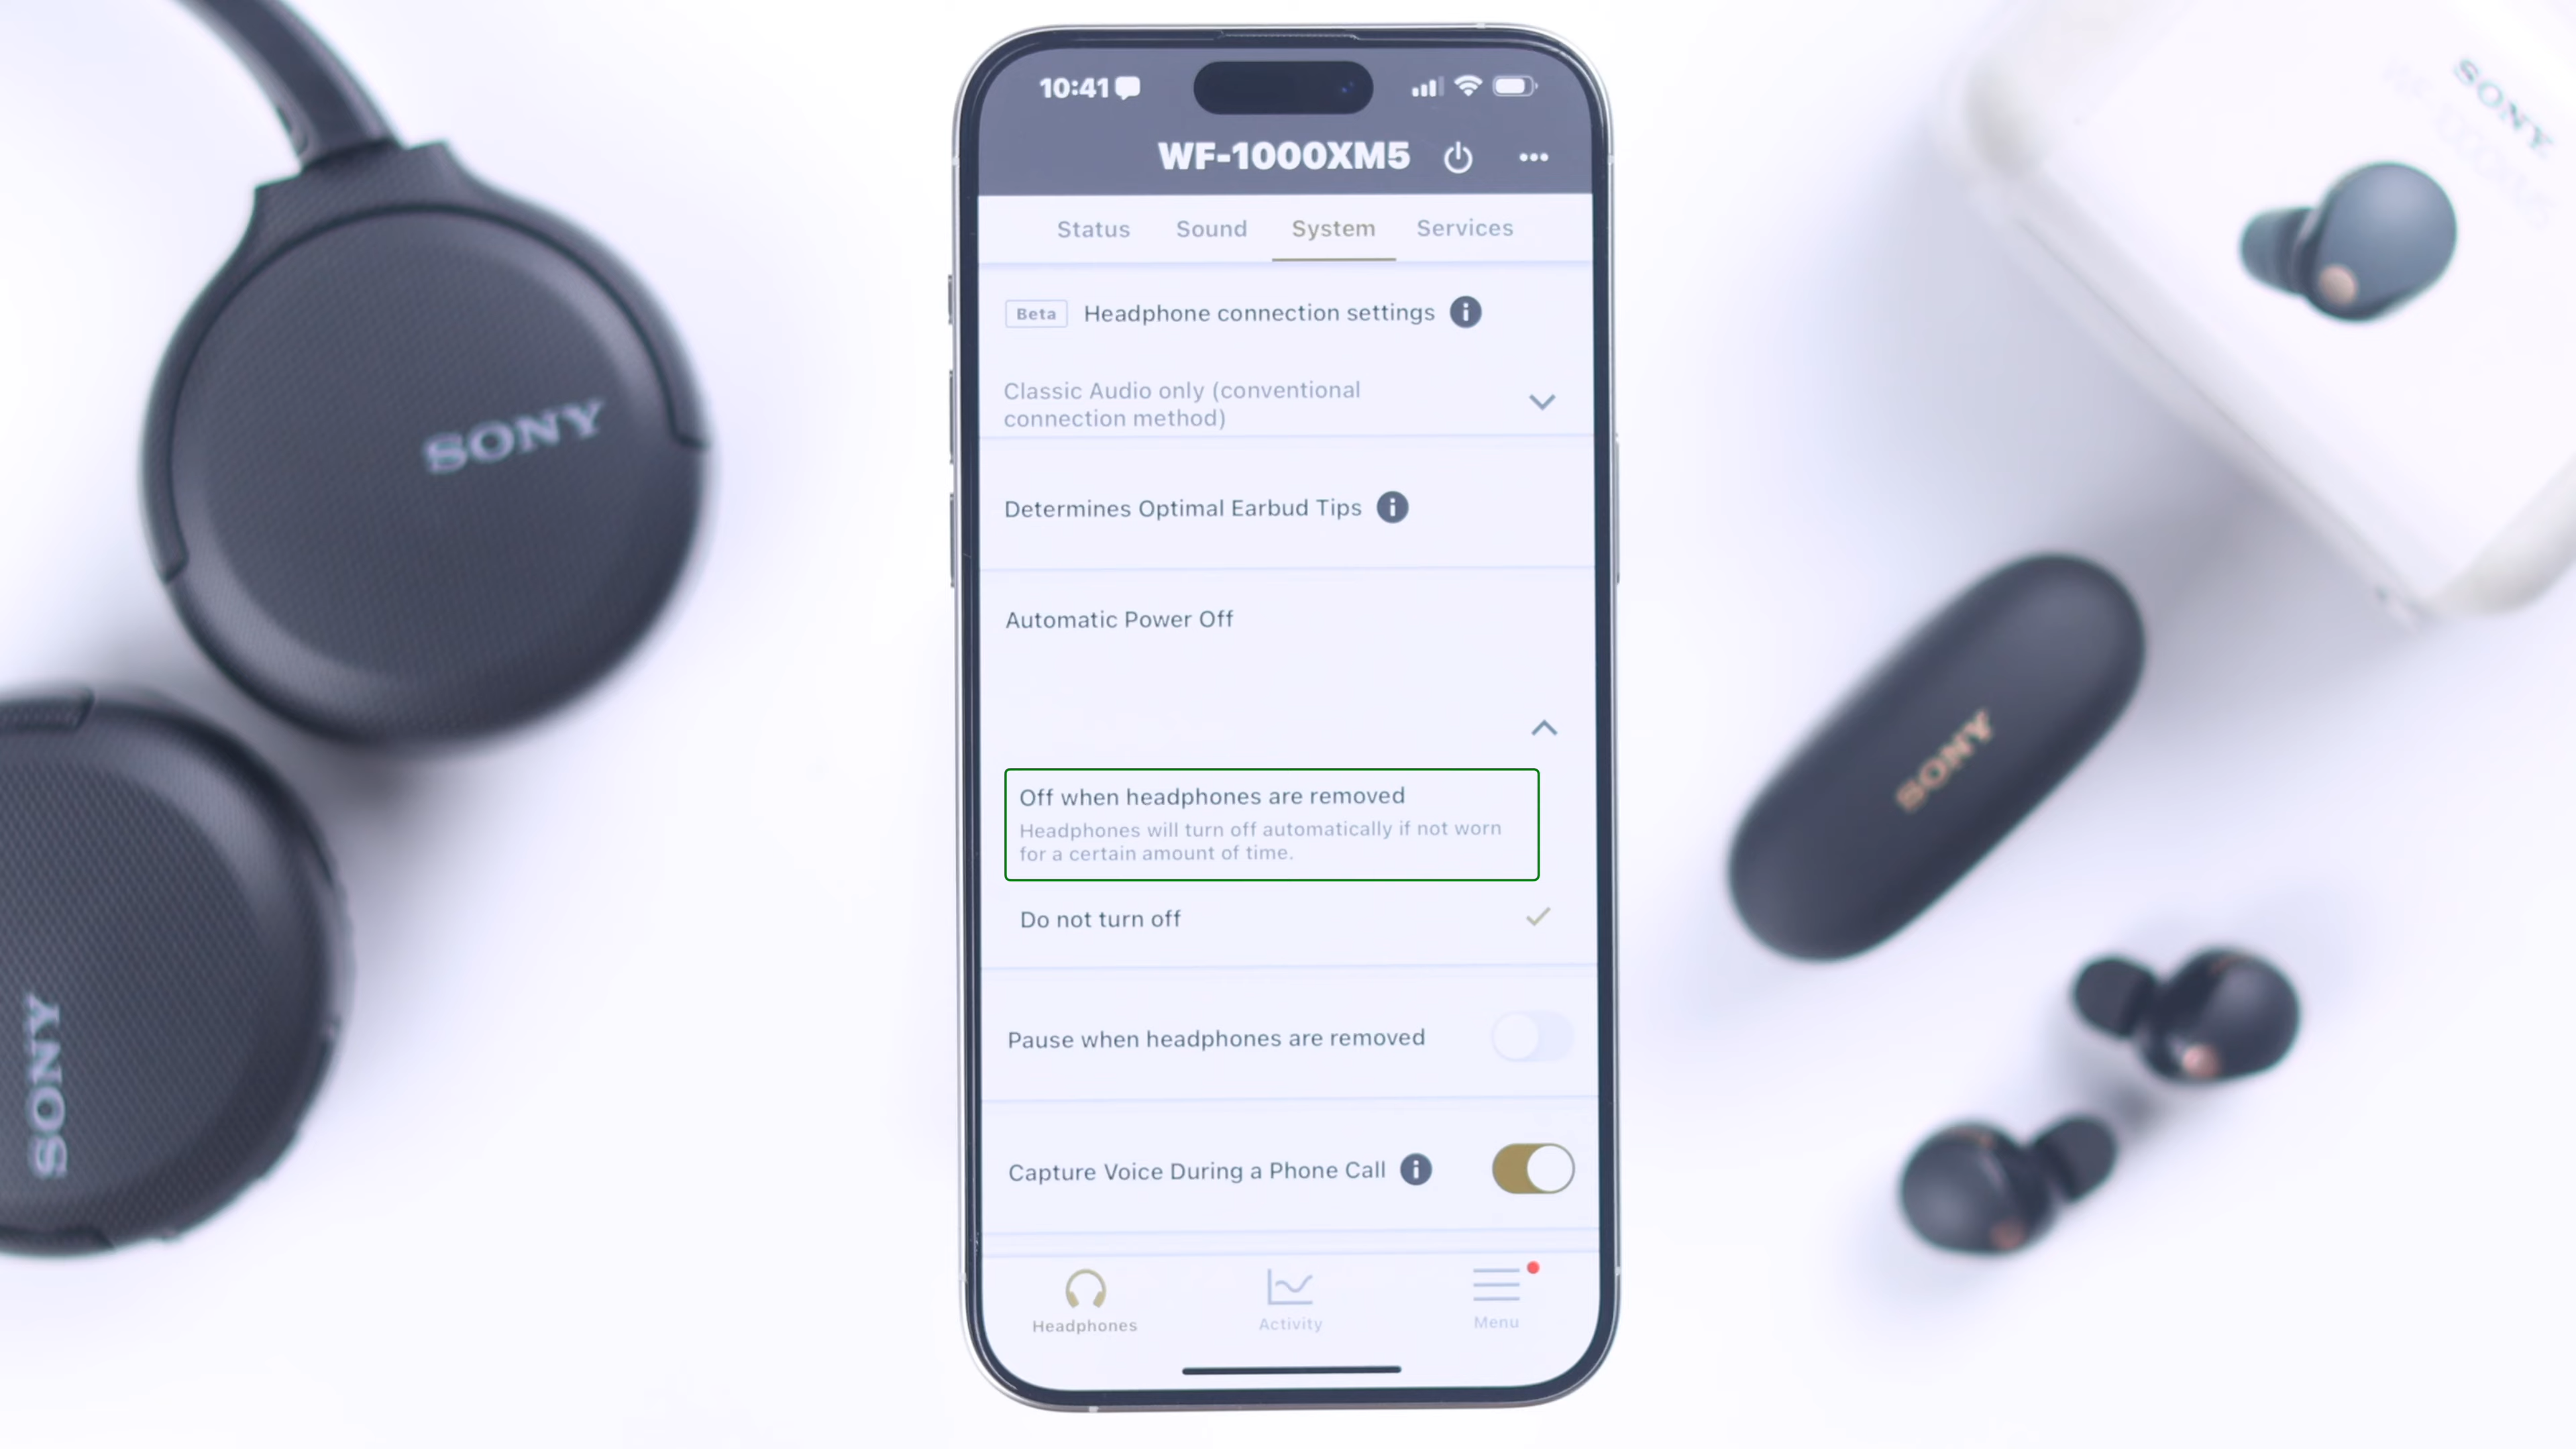 10:41
WF-1000XM5
Status Sound System Services
Beta Headphone connection settings
Classic Audio only (conventional
connection method)
Determines Optimal Earbud Tips
Automatic Power Off
Off when headphones are removed
Headphones will turn off automatically if not worn
for a certain amount of time.
Do not turn off
Pause when headphones are removed
Capture Voice During a Phone Call
Headphones Activity Menu
SONY
SONY
SONY
SONY